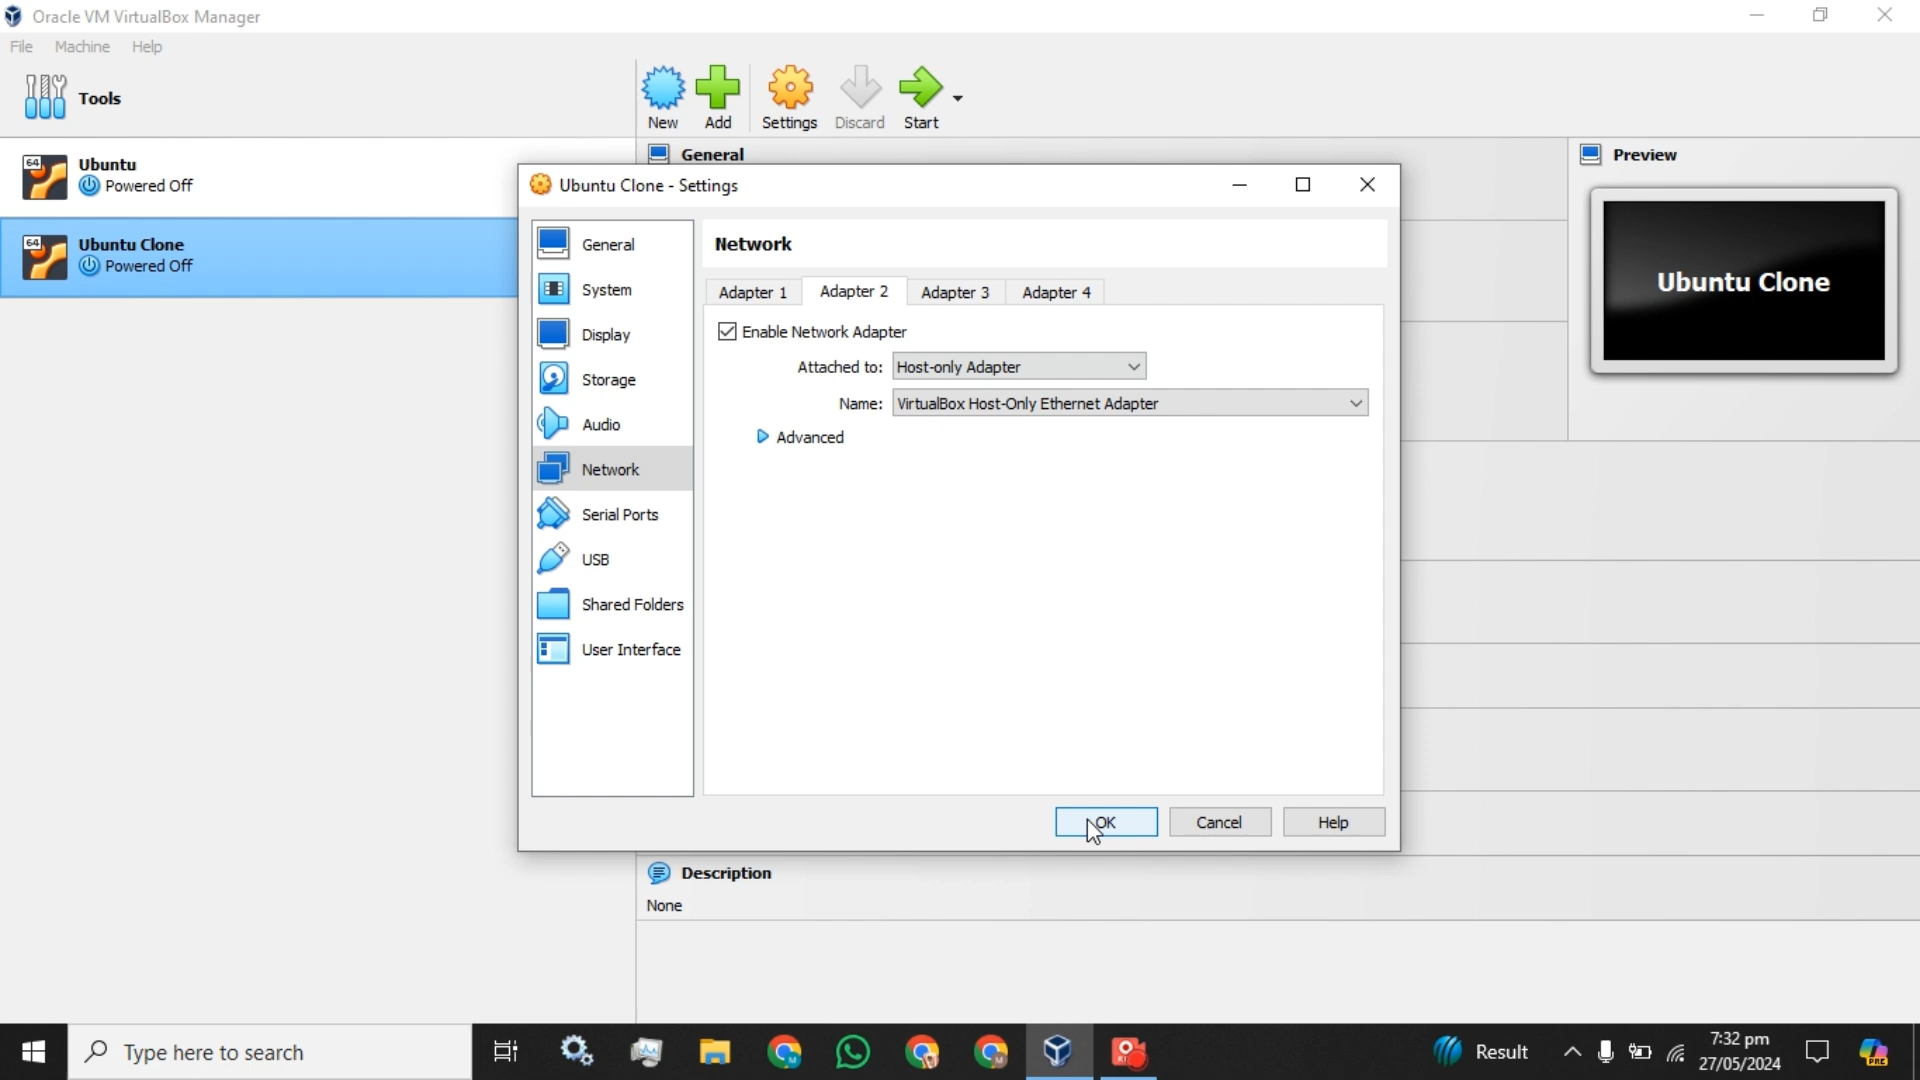 Oracle VM VirtualBox Manager
File Machine Help
Tools
New Add Settings Discard Start
64 Ubuntu
Powered Off
64 Ubuntu Clone
Powered Off
General
Preview
Ubuntu Clone
Ubuntu Clone - Settings
General
System
Display
Storage
Audio
Network
Serial Ports
USB
Shared Folders
User Interface
Network
Adapter 1 Adapter 2 Adapter 3 Adapter 4
Enable Network Adapter
Attached to: Host-only Adapter
Name: VirtualBox Host-Only Ethernet Adapter
Advanced
OK Cancel Help
Description
None
Type here to search
Result
7:32 pm
27/05/2024
PRE